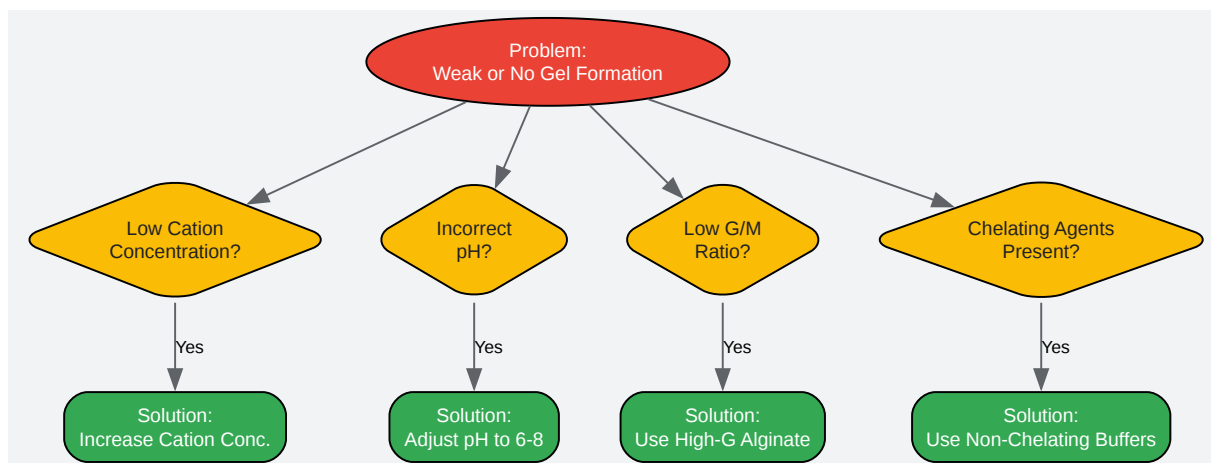 Problem:
Weak or No Gel Formation
Low Cation
Concentration?
Incorrect
pH?
Low G/M
Ratio?
Chelating Agents
Present?
Yes
Yes
Yes
Yes
Solution:
Increase Cation Conc.
Solution:
Adjust pH to 6-8
Solution:
Use High-G Alginate
Solution:
Use Non-Chelating Buffers